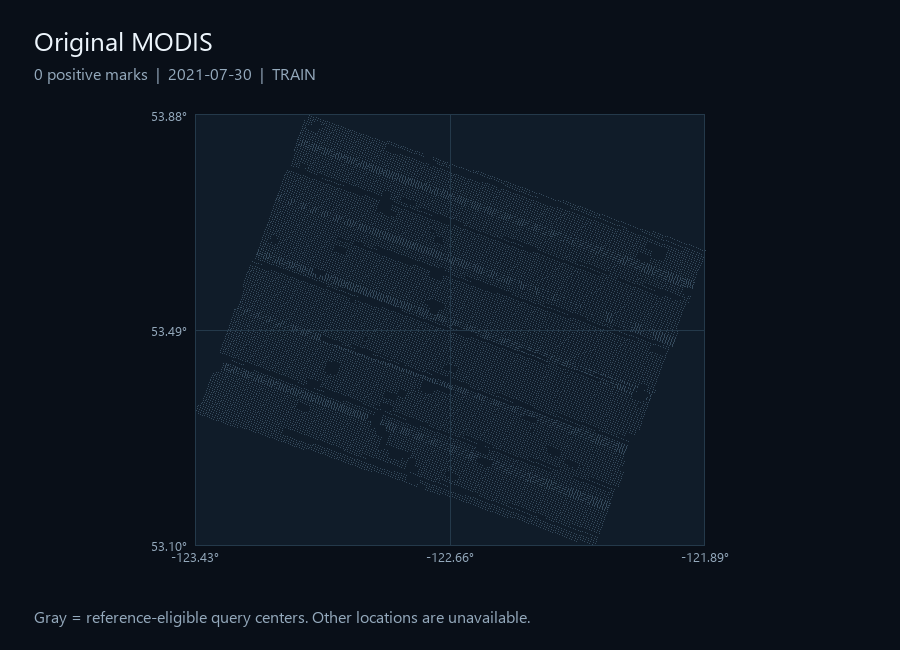 Original MODIS
0 positive marks | 2021-07-30 | TRAIN
53.88°
53.49°
53.10°
-123.43°
-122.66°
-121.89°
Gray = reference-eligible query centers. Other locations are unavailable.